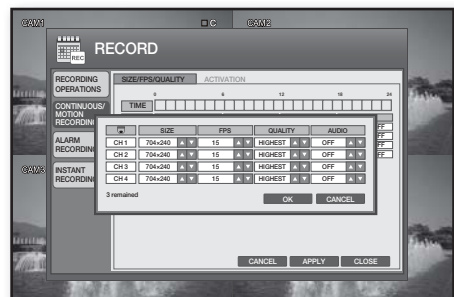 CAM1
C
CAM2
REC
RECORD
RECORDING OPERATIONS
SIZE/FPS/QUALITY
ACTIVATION
0 6 12 18 24
CONTINUOUS/
MOTION
RECORDING
TIME
SIZE FPS QUALITY AUDIO
CH 1 704×240 15 HIGHEST OFF
CH 2 704×240 15 HIGHEST OFF
CH 3 704×240 15 HIGHEST OFF
CH 4 704×240 15 HIGHEST OFF
ALARM
RECORDING
CAM3
INSTANT
RECORDING
3 remained
OK
CANCEL
CANCEL
APPLY
CLOSE